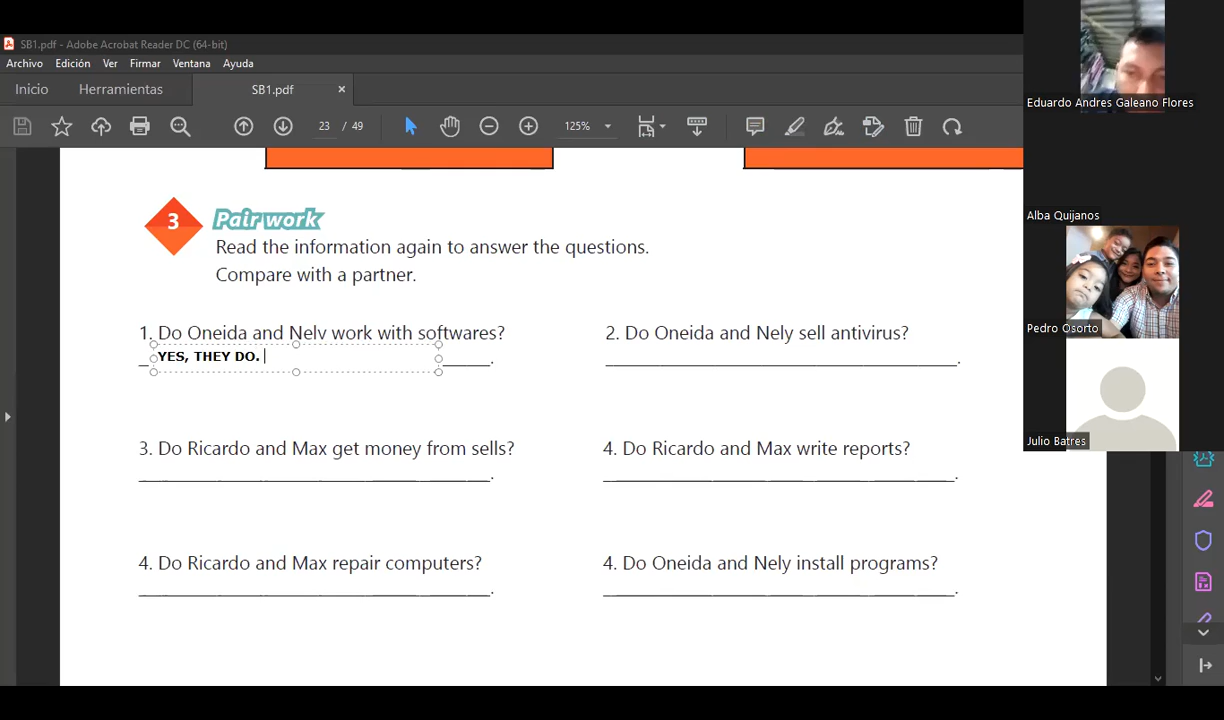 SB1.pdf - Adobe Acrobat Reader DC (64-bit)
Archivo Edición Ver Firmar Ventana Ayuda
Inicio Herramientas SB1.pdf ×
23 / 49 125%
3 Pair work
Read the information again to answer the questions.
Compare with a partner.
1. Do Oneida and Nely work with softwares?
YES, THEY DO.
2. Do Oneida and Nely sell antivirus?
3. Do Ricardo and Max get money from sells?
4. Do Ricardo and Max write reports?
4. Do Ricardo and Max repair computers?
4. Do Oneida and Nely install programs?
Eduardo Andres Galeano Flores
Alba Quijanos
Pedro Osorto
Julio Batres